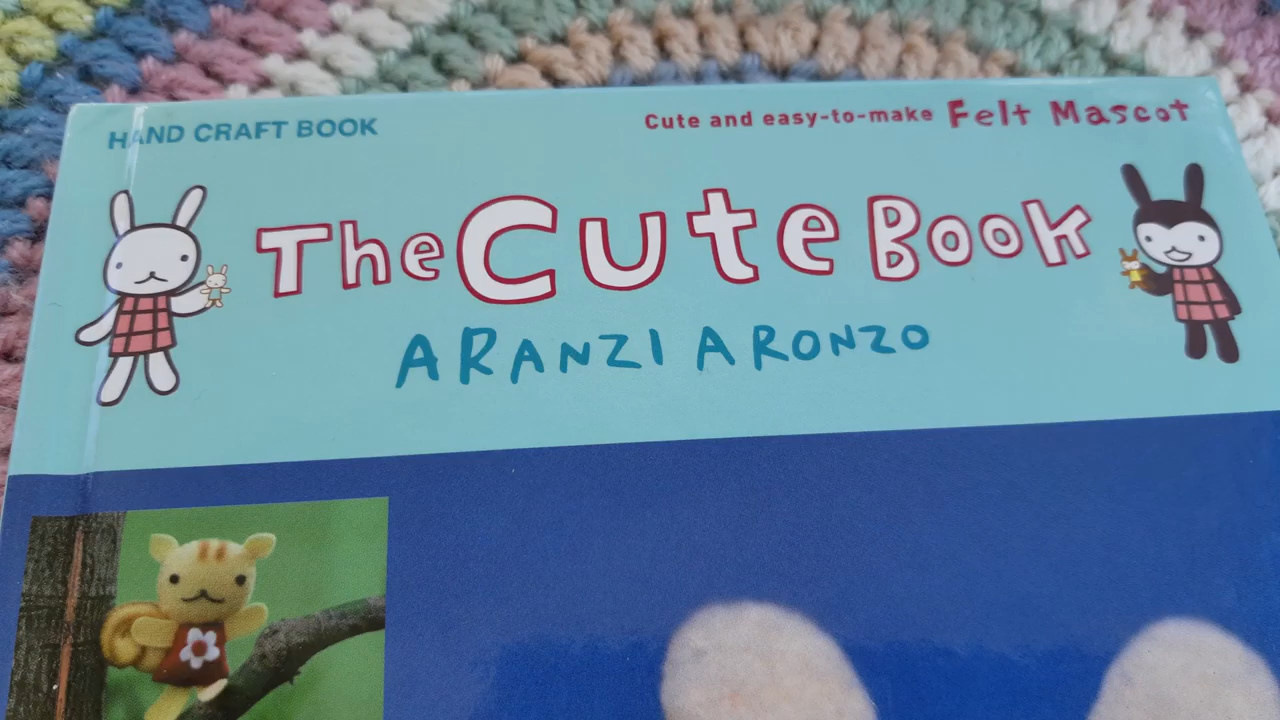 HAND CRAFT BOOK
Cute and easy-to-make Felt Mascot
The Cute Book
ARANZI ARONZO